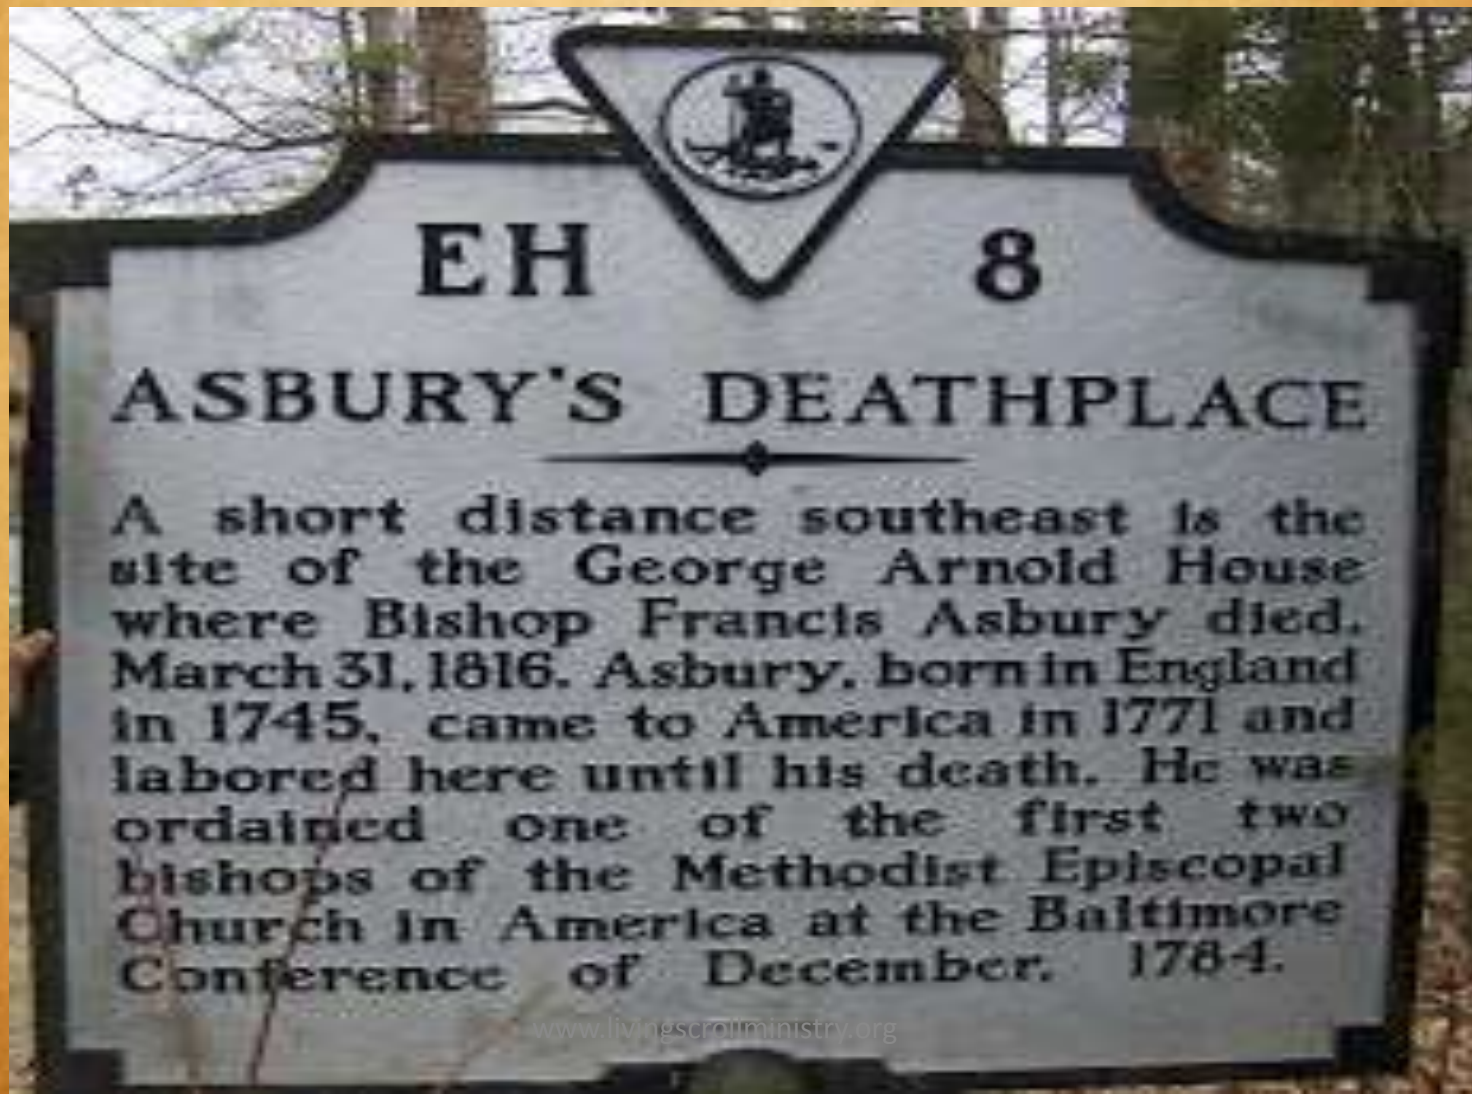 EH 8
ASBURY'S DEATHPLACE
A short distance southeast is the
site of the George Arnold House
where Bishop Francis Asbury died,
March 31, 1816. Asbury, born in England
in 1745, came to America in 1771 and
labored here until his death. He was
ordained one of the first two
bishops of the Methodist Episcopal
Church in America at the Baltimore
Conference of December, 1784.
www.livingscrollministry.org